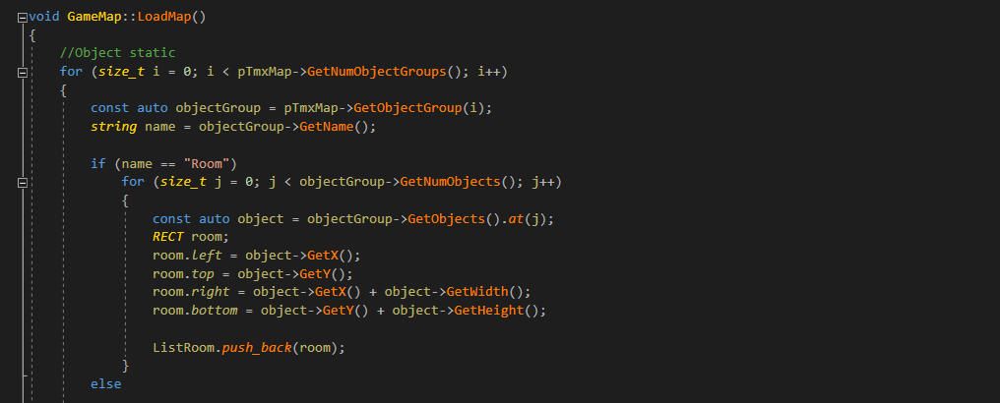 void GameMap::LoadMap()
{
    //Object static
    for (size_t i = 0; i < pTmxMap->GetNumObjectGroups(); i++)
    {
        const auto objectGroup = pTmxMap->GetObjectGroup(i);
        string name = objectGroup->GetName();

        if (name == "Room")
            for (size_t j = 0; j < objectGroup->GetNumObjects(); j++)
            {
                const auto object = objectGroup->GetObjects().at(j);
                RECT room;
                room.left = object->GetX();
                room.top = object->GetY();
                room.right = object->GetX() + object->GetWidth();
                room.bottom = object->GetY() + object->GetHeight();

                ListRoom.push_back(room);
            }
        else